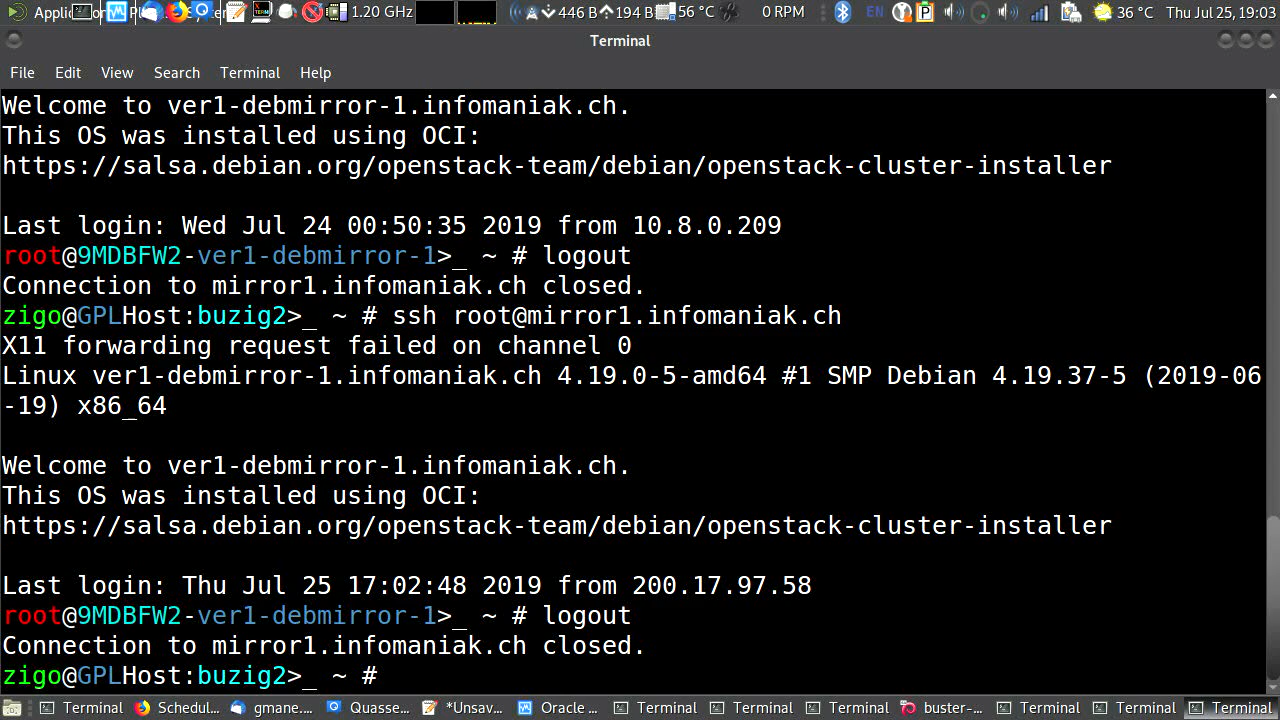 1.20 GHz 446 B 194 B 56 °C 0 RPM EN 36 °C Thu Jul 25, 19:03
Terminal
File Edit View Search Terminal Help
Welcome to ver1-debmirror-1.infomaniak.ch.
This OS was installed using OCI:
https://salsa.debian.org/openstack-team/debian/openstack-cluster-installer
Last login: Wed Jul 24 00:50:35 2019 from 10.8.0.209
root@9MDBFW2-ver1-debmirror-1>_ ~ # logout
Connection to mirror1.infomaniak.ch closed.
zigo@GPLHost:buzig2>_ ~ # ssh root@mirror1.infomaniak.ch
X11 forwarding request failed on channel 0
Linux ver1-debmirror-1.infomaniak.ch 4.19.0-5-amd64 #1 SMP Debian 4.19.37-5 (2019-06
-19) x86_64
Welcome to ver1-debmirror-1.infomaniak.ch.
This OS was installed using OCI:
https://salsa.debian.org/openstack-team/debian/openstack-cluster-installer
Last login: Thu Jul 25 17:02:48 2019 from 200.17.97.58
root@9MDBFW2-ver1-debmirror-1>_ ~ # logout
Connection to mirror1.infomaniak.ch closed.
zigo@GPLHost:buzig2>_ ~ #
Terminal Schedul... gmane.... Quasse... *Unsav... Oracle ... Terminal Terminal Terminal buster-... Terminal Terminal Terminal